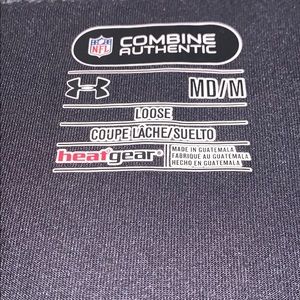 NFL COMBINE
AUTHENTIC
MD/M
LOOSE
COUPE LÂCHE/SUELTO
heatgear®
MADE IN GUATEMALA
FABRIQUÉ AU GUATEMALA
HECHO EN GUATEMALA